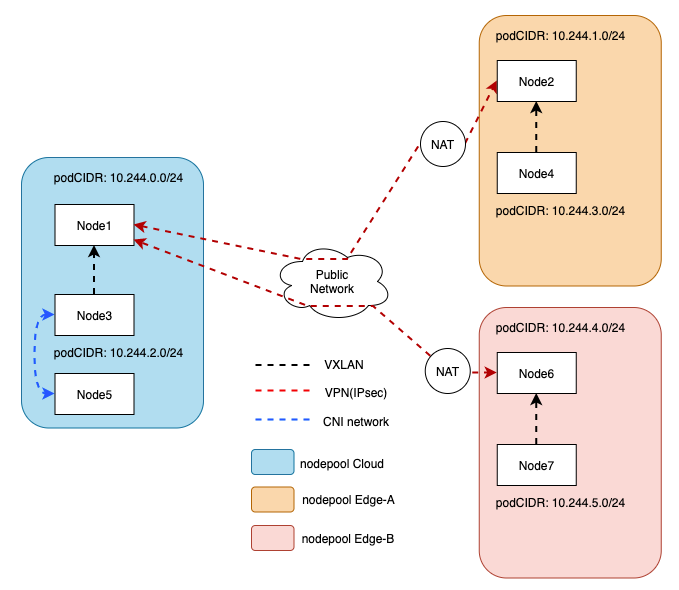 podCIDR: 10.244.1.0/24
Node2
NAT
Node4
podCIDR: 10.244.3.0/24
podCIDR: 10.244.0.0/24
Node1
Public
Network
Node3
podCIDR: 10.244.2.0/24
Node5
podCIDR: 10.244.4.0/24
NAT
Node6
Node7
podCIDR: 10.244.5.0/24
VXLAN
VPN(IPsec)
CNI network
nodepool Cloud
nodepool Edge-A
nodepool Edge-B